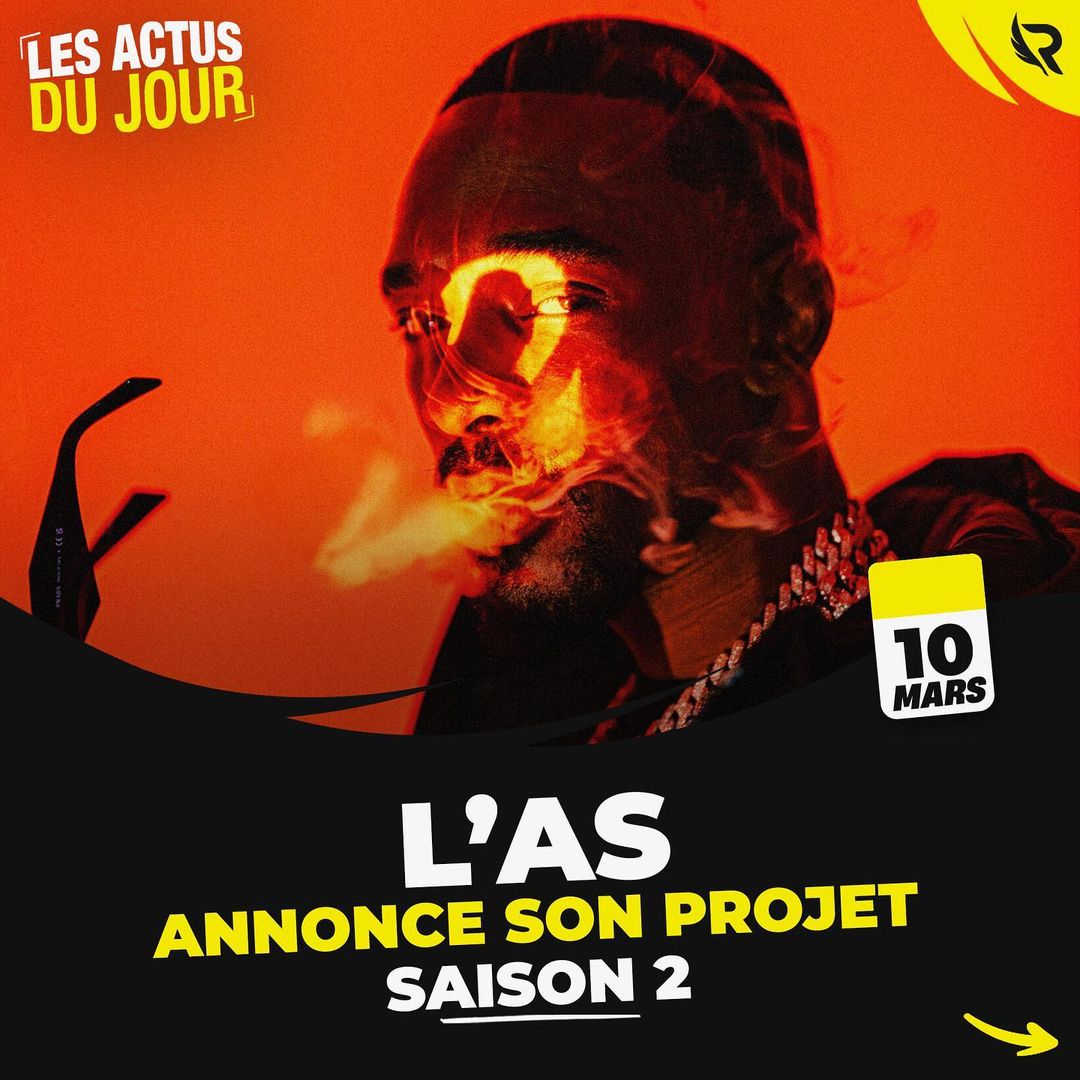 LES ACTUS
DU JOUR
10
MARS
L'AS
ANNONCE SON PROJET
SAISON 2